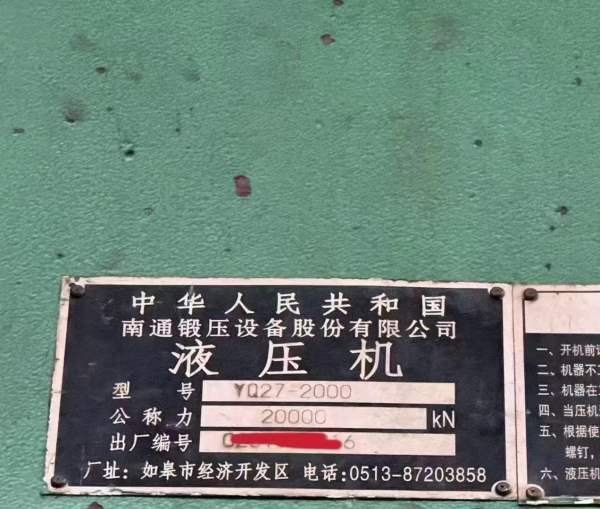 中华人民共和国
南通锻压设备股份有限公司
液压机
型号 YQ27-2000
公称力 20000 kN
出厂编号
厂址: 如皋市经济开发区 电话:0513-87203858
一、开机前
二、机器不
三、机器在
四、当压机
五、根据使
螺钉,
六、液压机